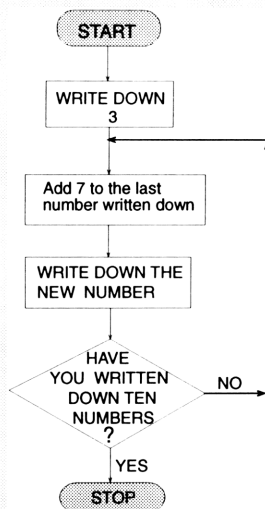 START
WRITE DOWN
3
Add 7 to the last
number written down
WRITE DOWN THE
NEW NUMBER
HAVE
YOU WRITTEN
DOWN TEN
NUMBERS
?
NO
YES
STOP